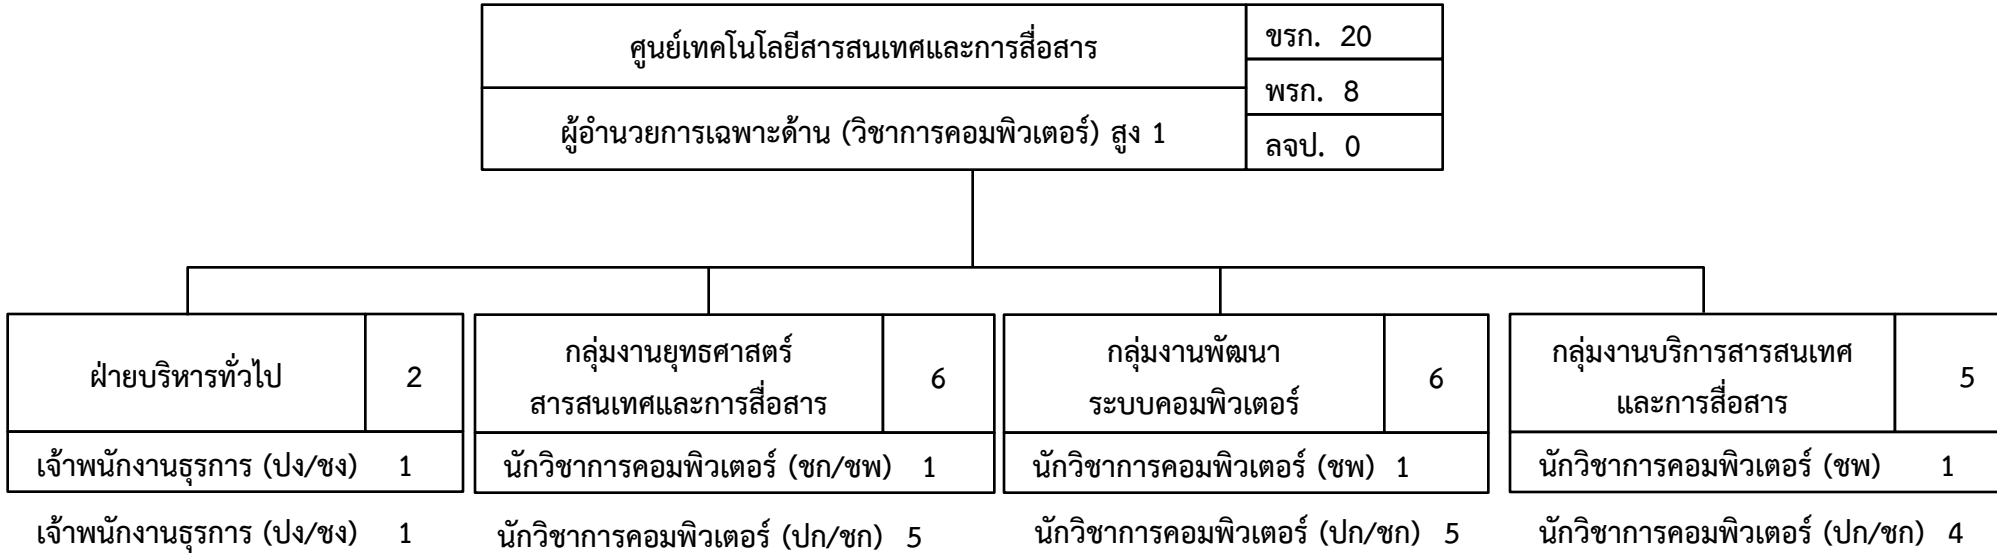 ศูนย์เทคโนโลยีสารสนเทศและการสื่อสาร
ขรก. 20
พรก. 8
ผู้อำนวยการเฉพาะด้าน (วิชาการคอมพิวเตอร์) สูง 1
ลจป. 0
ฝ่ายบริหารทั่วไป 2
เจ้าพนักงานธุรการ (ปง/ชง) 1
เจ้าพนักงานธุรการ (ปง/ชง) 1
กลุ่มงานยุทธศาสตร์
สารสนเทศและการสื่อสาร 6
นักวิชาการคอมพิวเตอร์ (ชก/ชพ) 1
นักวิชาการคอมพิวเตอร์ (ปก/ชก) 5
กลุ่มงานพัฒนา
ระบบคอมพิวเตอร์ 6
นักวิชาการคอมพิวเตอร์ (ชพ) 1
นักวิชาการคอมพิวเตอร์ (ปก/ชก) 5
กลุ่มงานบริการสารสนเทศ
และการสื่อสาร 5
นักวิชาการคอมพิวเตอร์ (ชพ) 1
นักวิชาการคอมพิวเตอร์ (ปก/ชก) 4